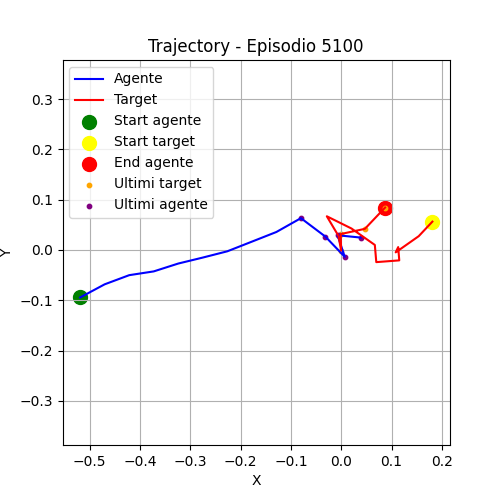 Trajectory - Episodio 5100
Agente
Target
Start agente
Start target
End agente
Ultimi target
Ultimi agente
0.3
0.2
0.1
0.0
−0.1
−0.2
−0.3
Y
−0.5
−0.4
−0.3
−0.2
−0.1
0.0
0.1
0.2
X